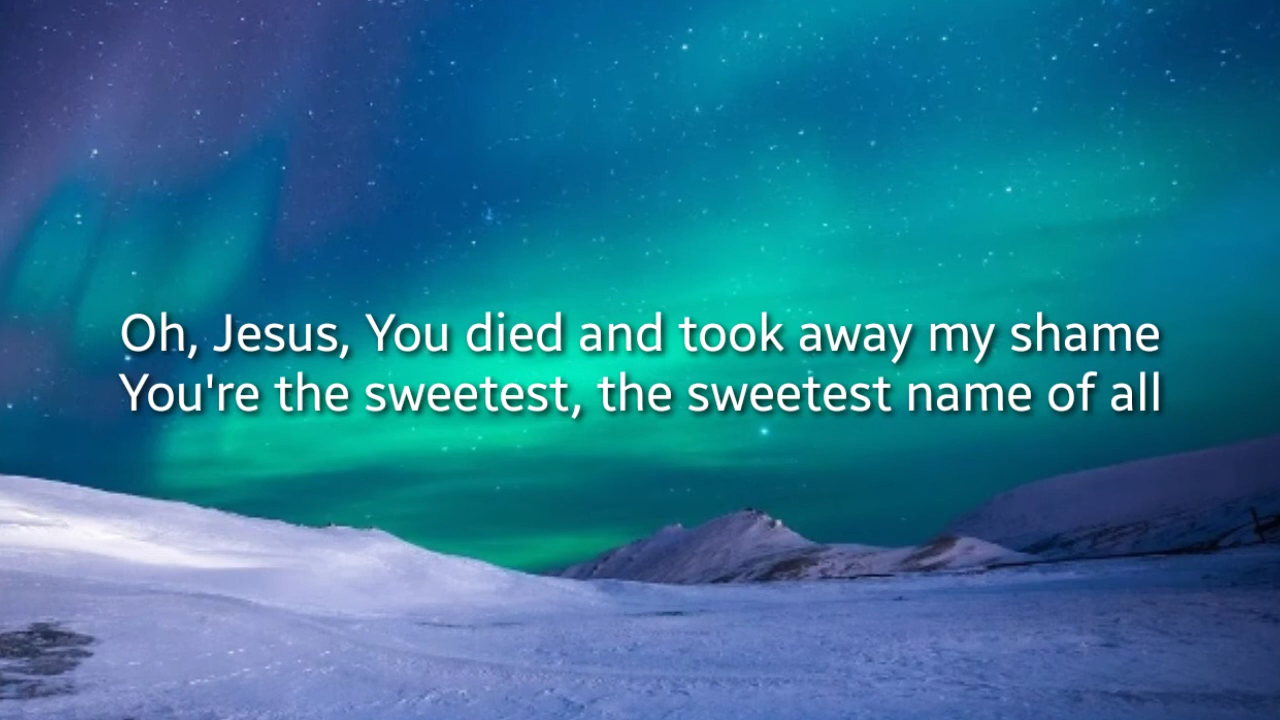 Oh, Jesus, You died and took away my shame
You're the sweetest, the sweetest name of all